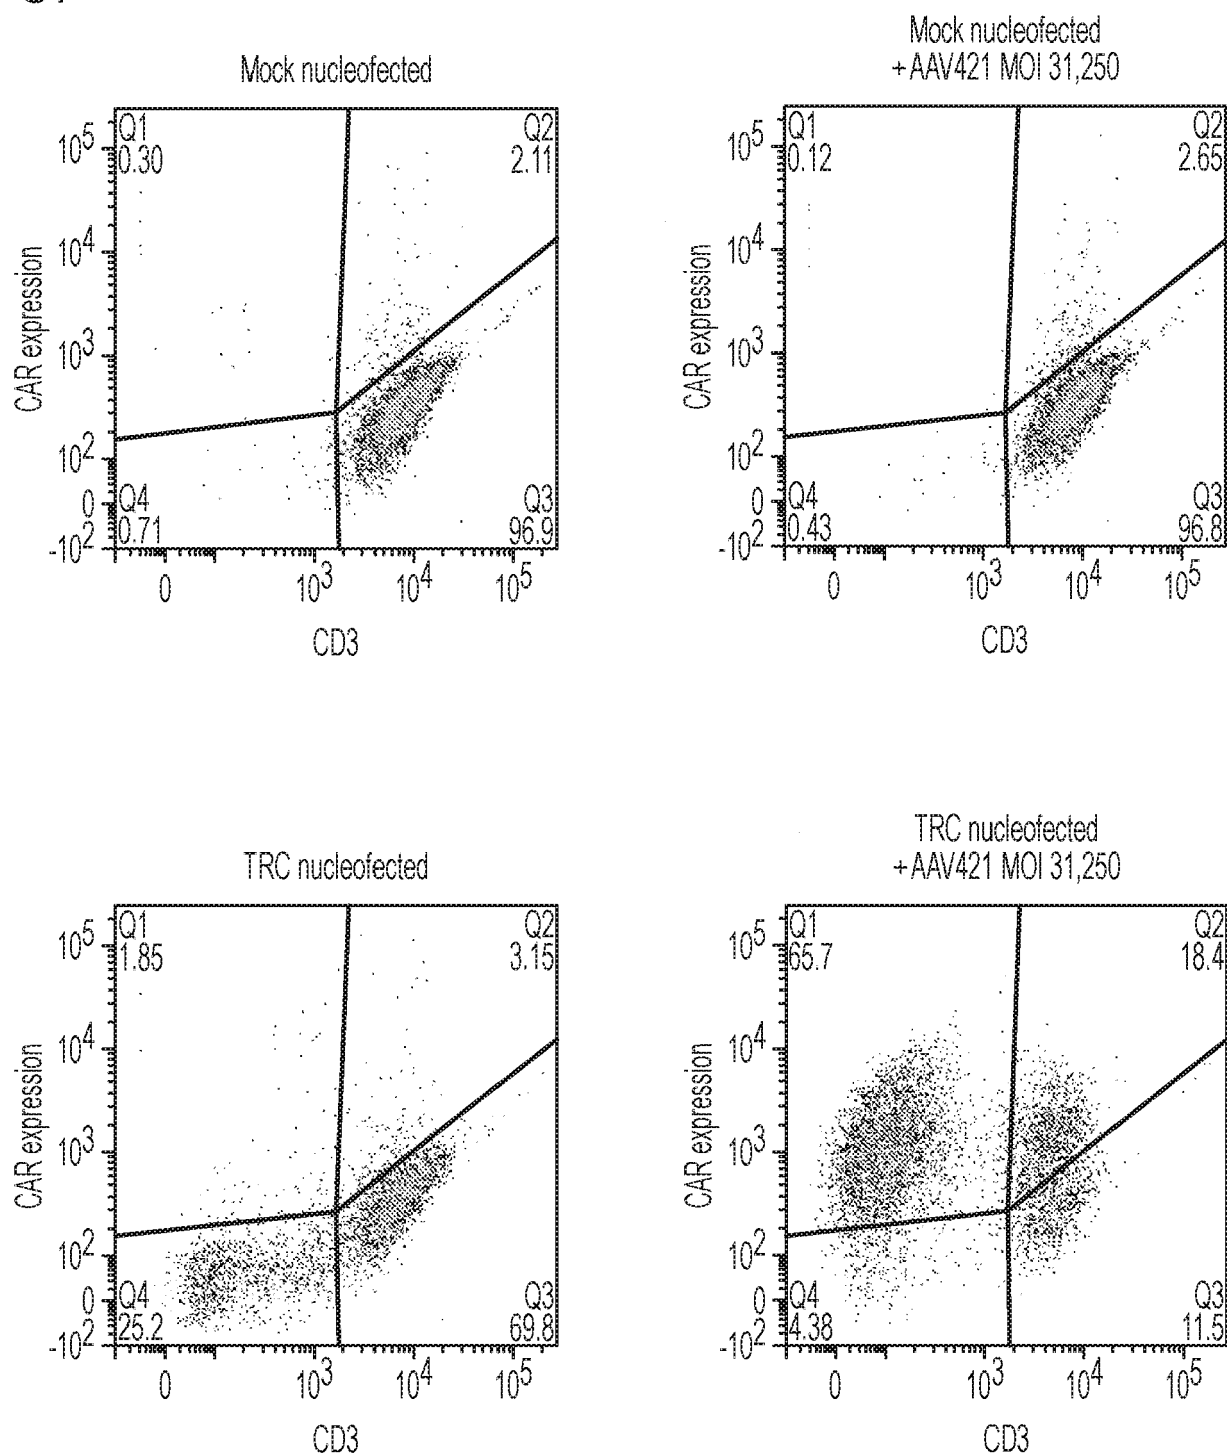 Mock nucleofected
Q1
0.30
Q2
2.11
Q4
0.71
Q3
96.9
10^5
10^4
10^3
10^2
0
-10^2
CAR expression
0
10^3
10^4
10^5
CD3
Mock nucleofected
+AAV421 MOI 31,250
Q1
0.12
Q2
2.65
Q4
0.43
Q3
96.8
10^5
10^4
10^3
10^2
0
-10^2
CAR expression
0
10^3
10^4
10^5
CD3
TRC nucleofected
Q1
1.85
Q2
3.15
Q4
25.2
Q3
69.8
10^5
10^4
10^3
10^2
0
-10^2
CAR expression
0
10^3
10^4
10^5
CD3
TRC nucleofected
+AAV421 MOI 31,250
Q1
65.7
Q2
18.4
Q4
4.38
Q3
11.5
10^5
10^4
10^3
10^2
0
-10^2
CAR expression
0
10^3
10^4
10^5
CD3